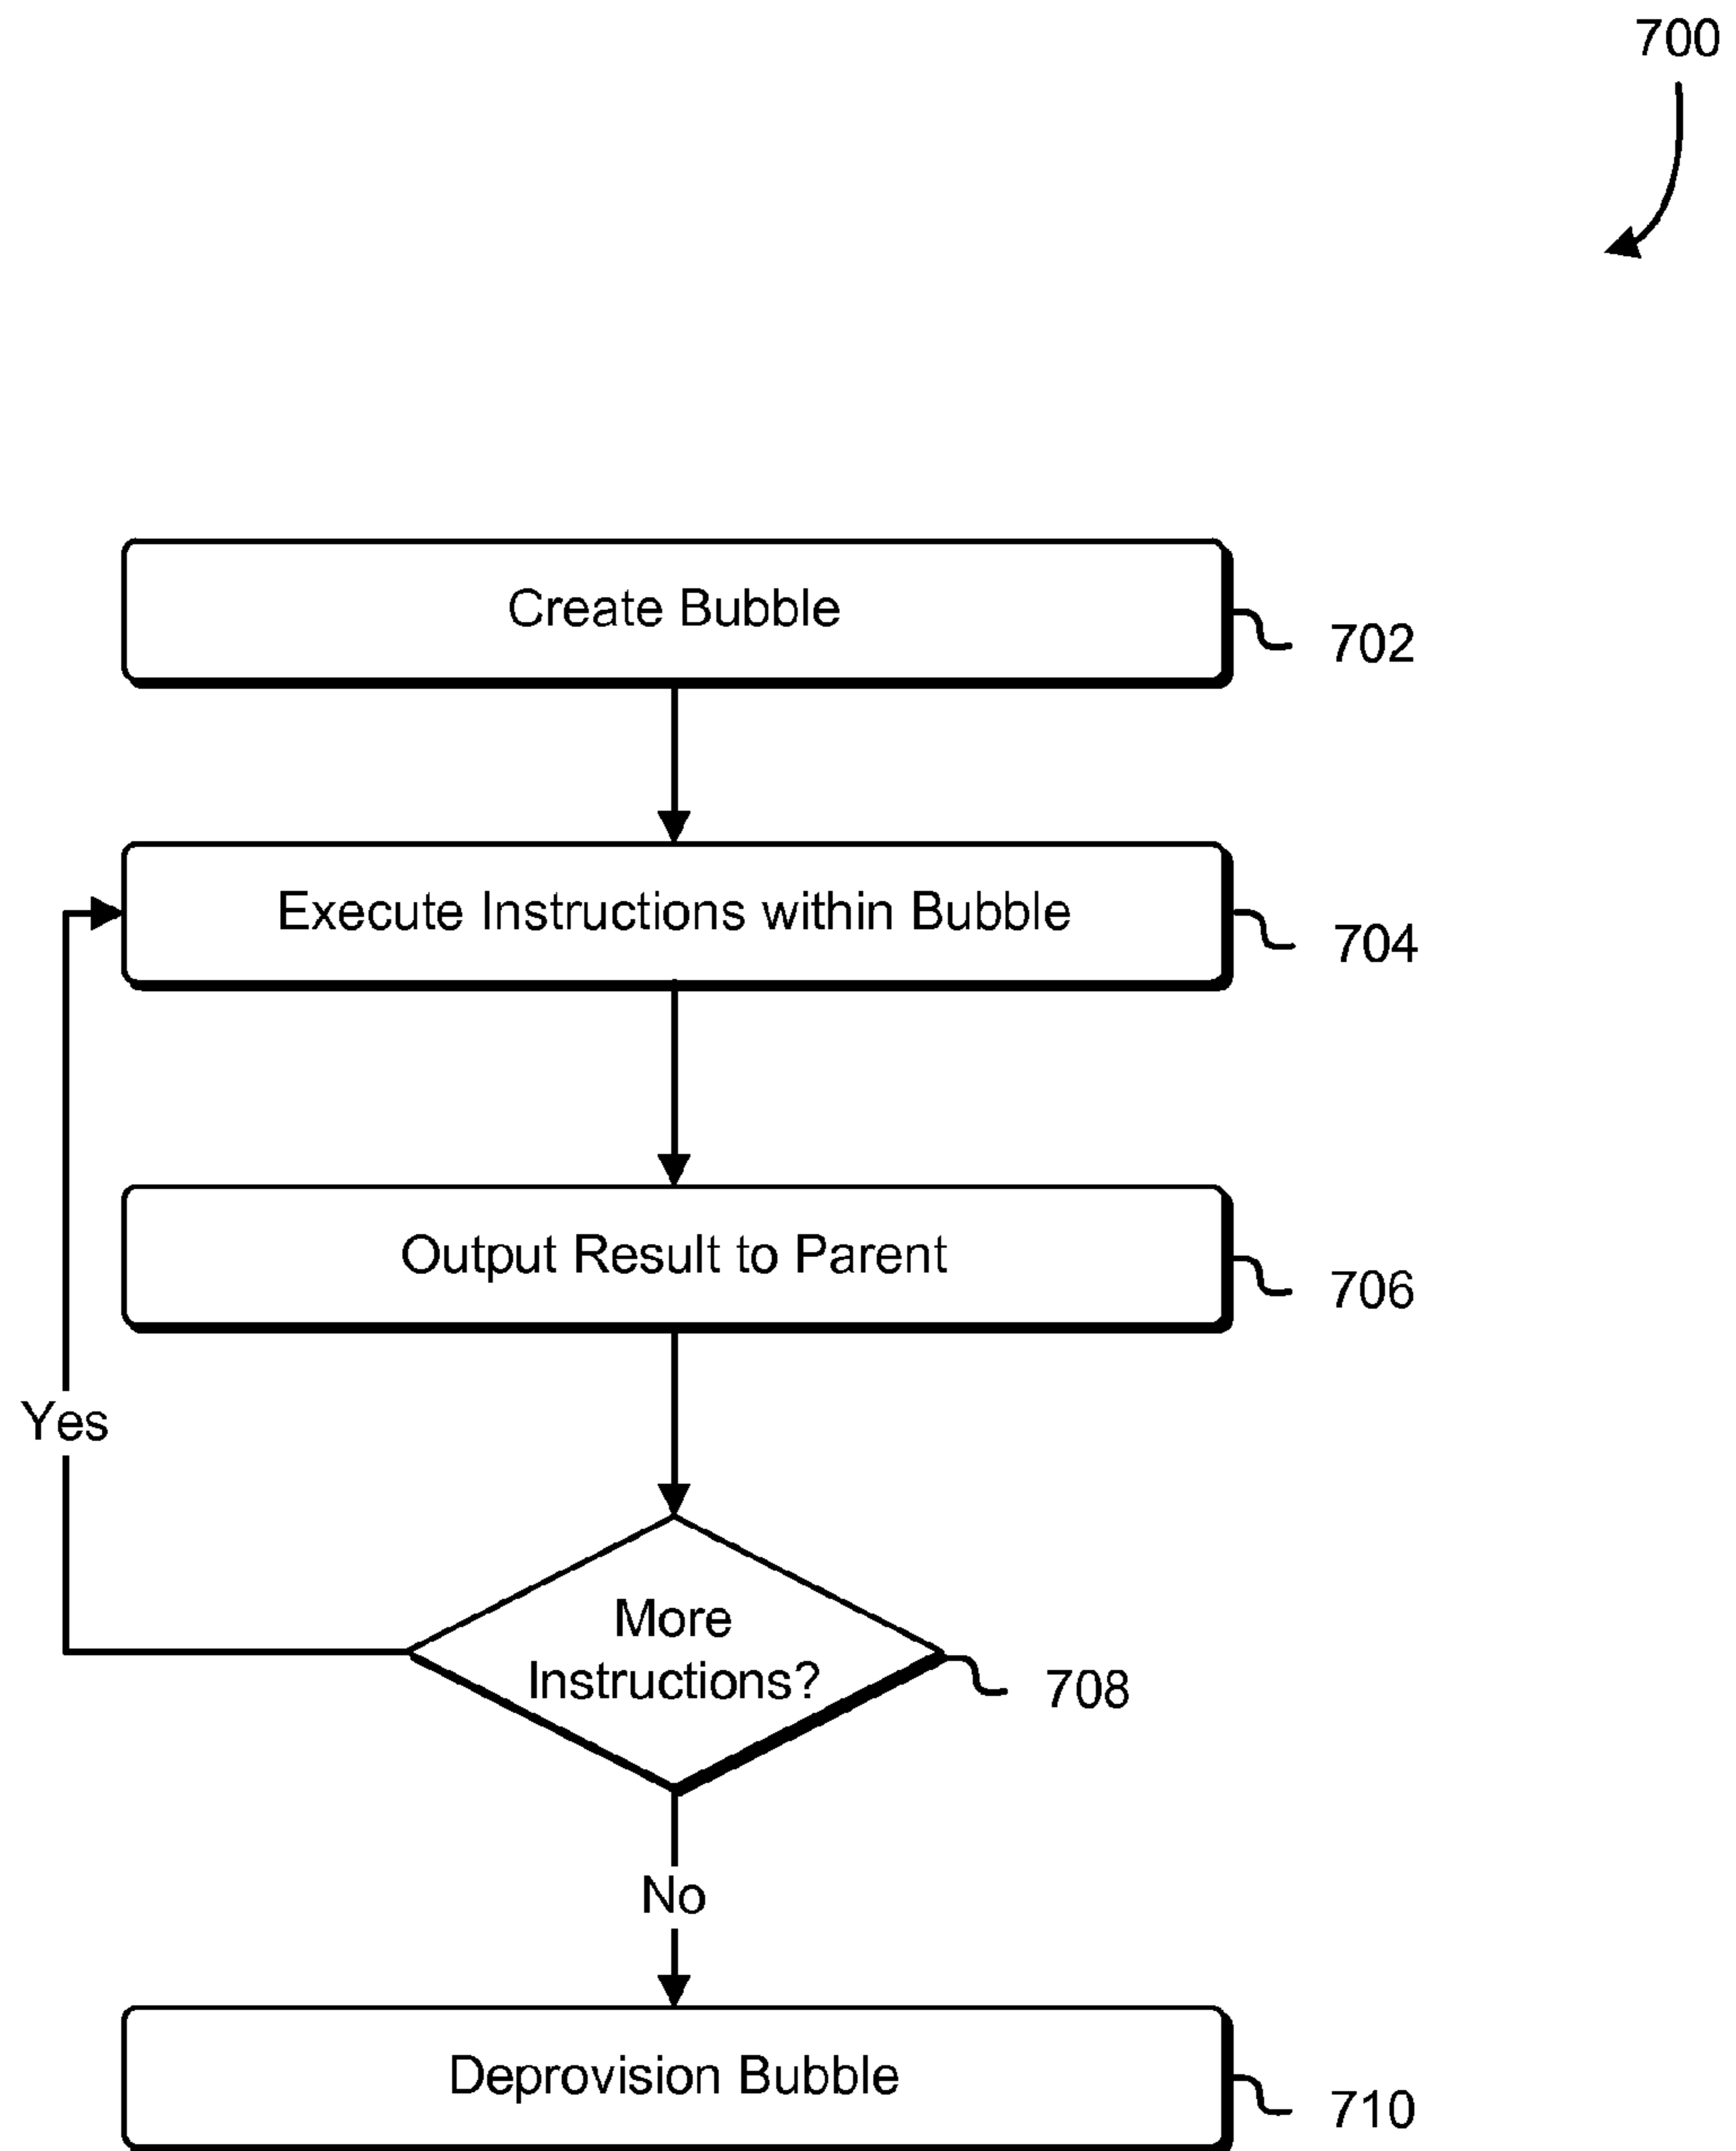 700
Create Bubble
702
Execute Instructions within Bubble
704
Output Result to Parent
706
Yes
More
Instructions?
708
No
Deprovision Bubble
710